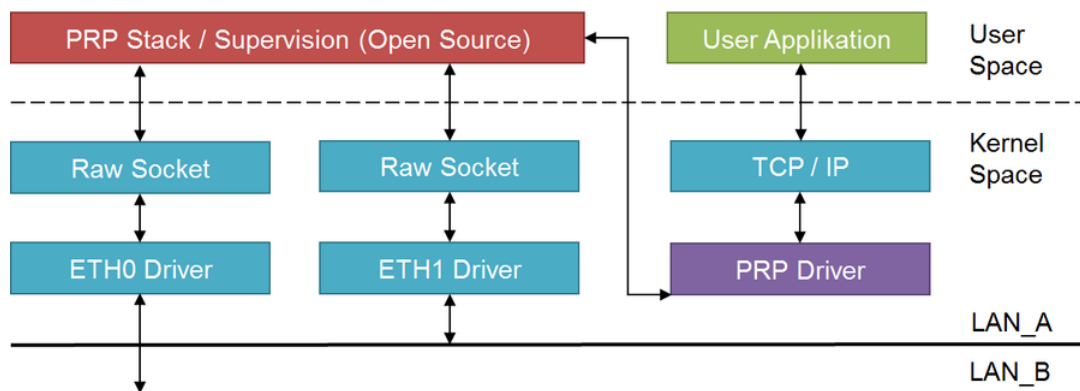 PRP Stack / Supervision (Open Source)
User Applikation
User
Space
Raw Socket
Raw Socket
TCP / IP
Kernel
Space
ETH0 Driver
ETH1 Driver
PRP Driver
LAN_A
LAN_B